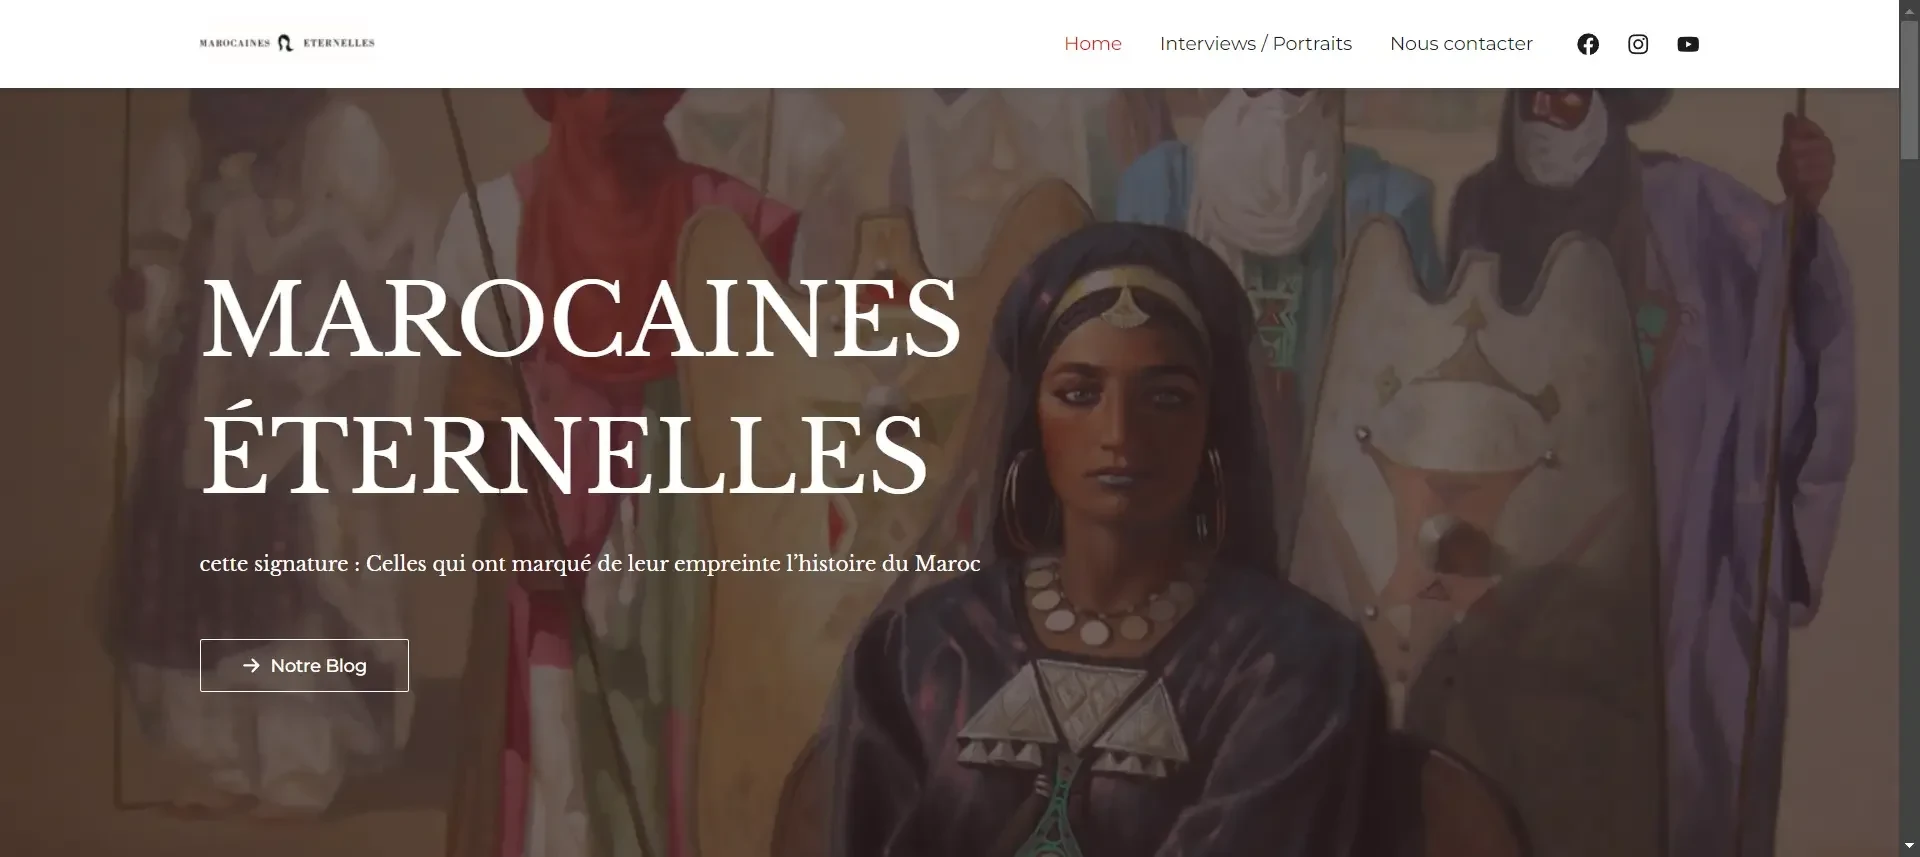 MAROCAINES ETERNELLES
Home
Interviews / Portraits
Nous contacter
MAROCAINES
ÉTERNELLES
cette signature : Celles qui ont marqué de leur empreinte l’histoire du Maroc
→ Notre Blog